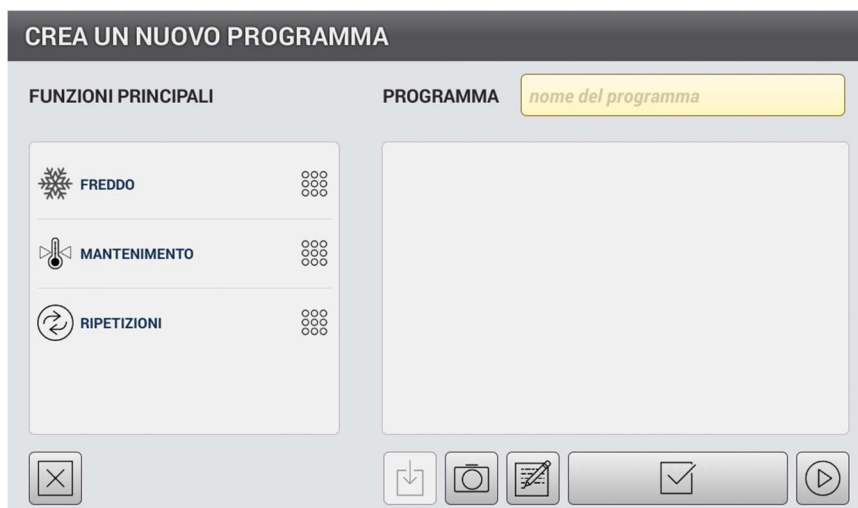 CREA UN NUOVO PROGRAMMA
FUNZIONI PRINCIPALI
PROGRAMMA
nome del programma
FREDDO
MANTENIMENTO
RIPETIZIONI